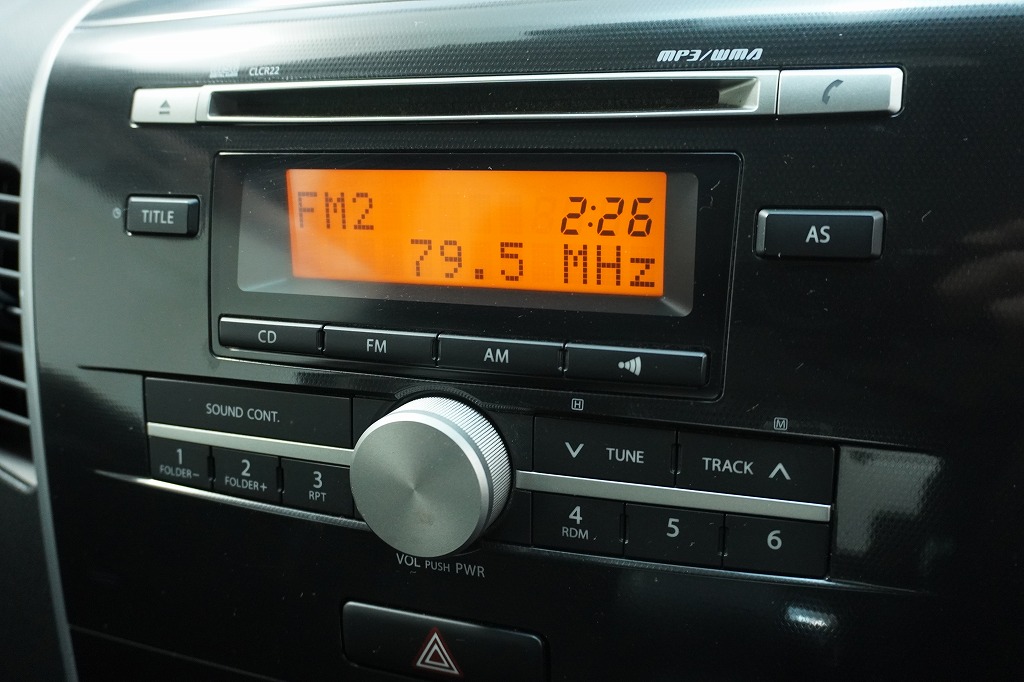 MP3/WMA
CLCR22
TITLE
FM2 2:26
79.5 MHz
AS
CD FM AM
H
M
SOUND CONT.
TUNE TRACK
1 2 3 4 5 6
FOLDER- FOLDER+ RPT RDM
VOL PUSH PWR